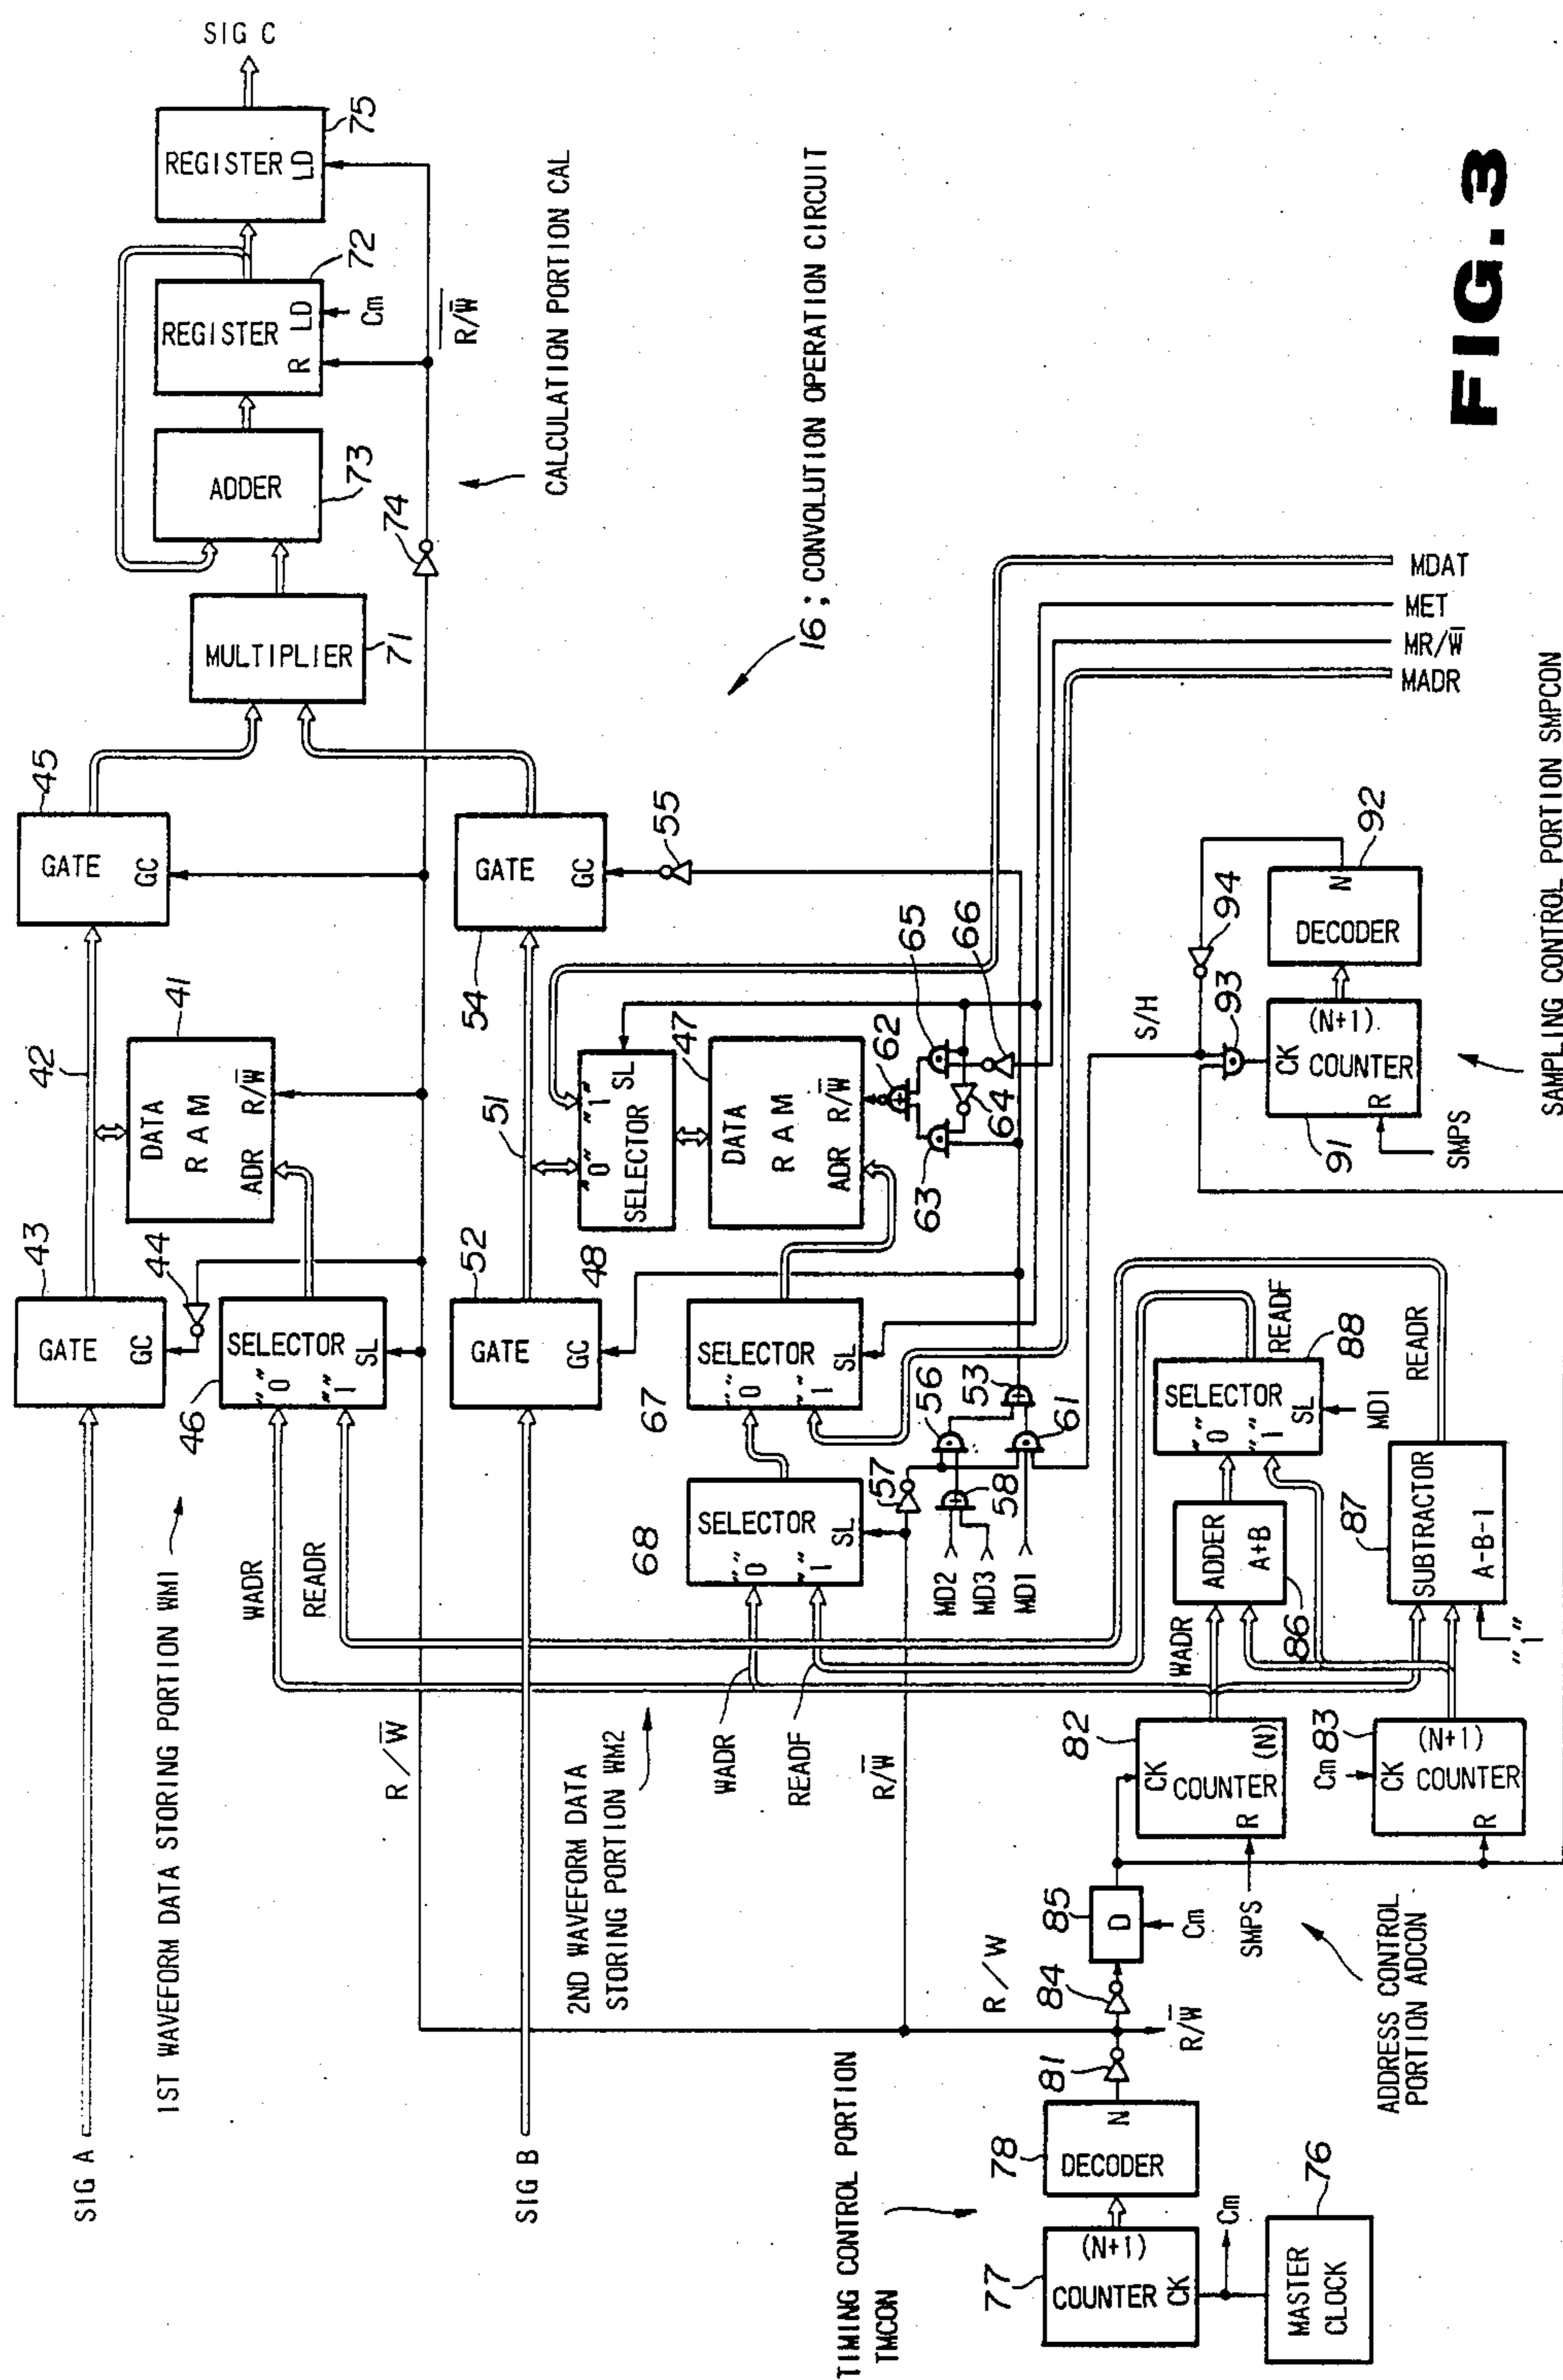 SIG A
1ST WAVEFORM DATA STORING PORTION WM1
43
GATE
GC
44
42
45
GATE
GC
41
DATA
RAM
ADR
R/W̅
46
SELECTOR
"0"
"1"
SL
WADR
READR
R/W̅
MULTIPLIER
71
ADDER
73
REGISTER
R
LD
72
Cm
REGISTER
LD
75
SIG C
74
R/W̅
CALCULATION PORTION CAL
SIG B
2ND WAVEFORM DATA
STORING PORTION WM2
52
GATE
GC
51
54
GATE
GC
55
48
"0"
"1"
SELECTOR
SL
47
DATA
RAM
ADR
R/W̅
62
63
64
65
66
67
SELECTOR
"0"
"1"
SL
68
SELECTOR
"0"
"1"
SL
WADR
READF
R/W̅
57
56
53
58
61
MD2
MD3
MD1
16; CONVOLUTION OPERATION CIRCUIT
MDAT
MET
MR/W̅
MADR
TIMING CONTROL PORTION
TMCON
77
(N+1)
COUNTER
CK
Cm
MASTER
CLOCK
76
78
DECODER
N
81
R/W̅
84
R/W
85
D
Cm
ADDRESS CONTROL
PORTION ADCON
82
CK
COUNTER
R
(N)
SMPS
83
Cm
CK
(N+1)
COUNTER
R
WADR
ADDER
A+B
86
SUBTRACTOR
A-B-1
87
"1"
SELECTOR
"0"
"1"
SL
88
MD1
READF
READR
S/H
93
94
91
CK
(N+1)
COUNTER
R
SMPS
DECODER
N
92
SAMPLING CONTROL PORTION SMPCON
FIG. 3